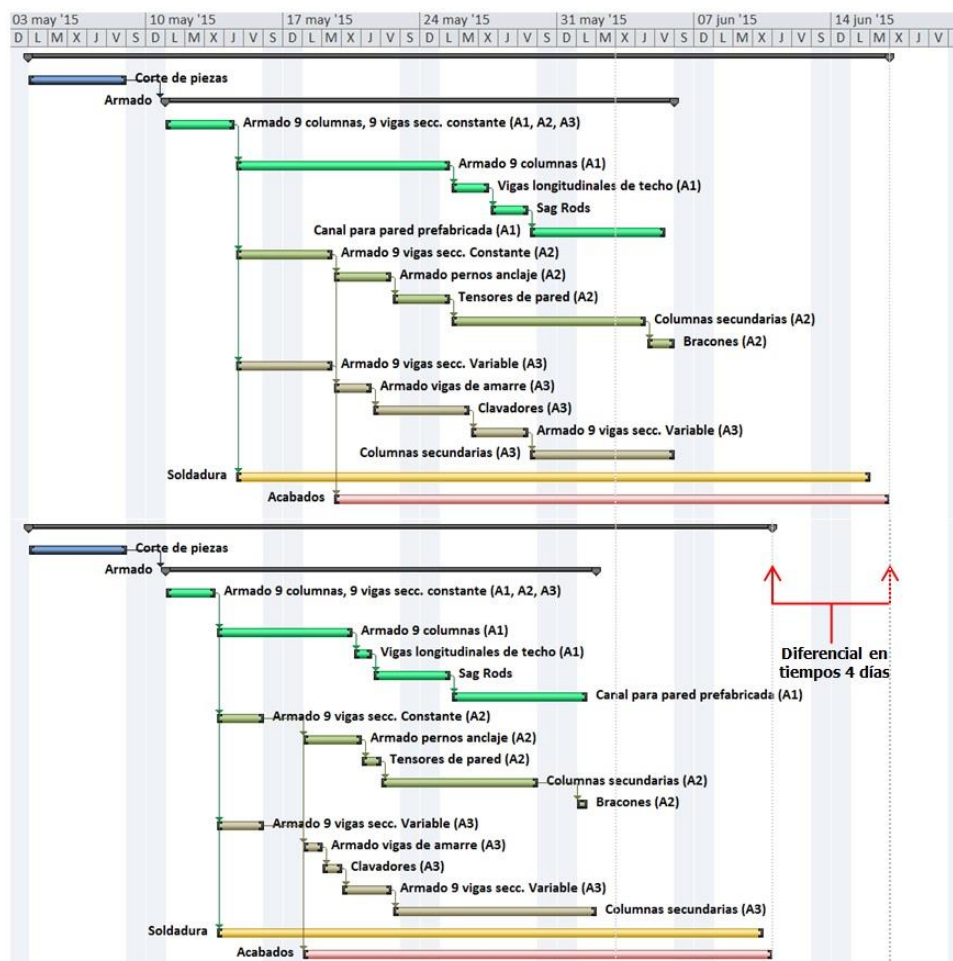 03 may '15 10 may '15 17 may '15 24 may '15 31 may '15 07 jun '15 14 jun '15
D L M X J V S D L M X J V S D L M X J V S D L M X J V S D L M X J V S D L M X J V S D L M X J V
Corte de piezas
Armado
Armado 9 columnas, 9 vigas secc. constante (A1, A2, A3)
Armado 9 columnas (A1)
Vigas longitudinales de techo (A1)
Sag Rods
Canal para pared prefabricada (A1)
Armado 9 vigas secc. Constante (A2)
Armado pernos anclaje (A2)
Tensores de pared (A2)
Columnas secundarias (A2)
Bracones (A2)
Armado 9 vigas secc. Variable (A3)
Armado vigas de amarre (A3)
Clavadores (A3)
Armado 9 vigas secc. Variable (A3)
Columnas secundarias (A3)
Soldadura
Acabados
Corte de piezas
Armado
Armado 9 columnas, 9 vigas secc. constante (A1, A2, A3)
Armado 9 columnas (A1)
Vigas longitudinales de techo (A1)
Sag Rods
Canal para pared prefabricada (A1)
Diferencial en
tiempos 4 días
Armado 9 vigas secc. Constante (A2)
Armado pernos anclaje (A2)
Tensores de pared (A2)
Columnas secundarias (A2)
Bracones (A2)
Armado 9 vigas secc. Variable (A3)
Armado vigas de amarre (A3)
Clavadores (A3)
Armado 9 vigas secc. Variable (A3)
Columnas secundarias (A3)
Soldadura
Acabados